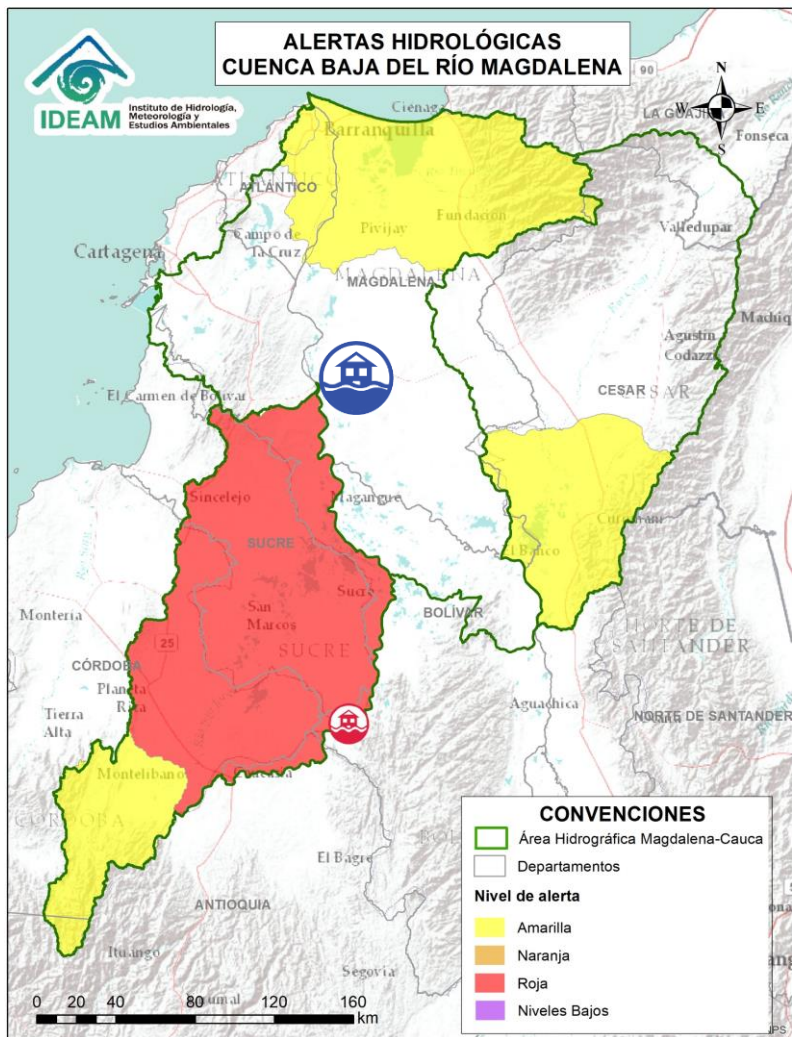 ALERTAS HIDROLÓGICAS
CUENCA BAJA DEL RÍO MAGDALENA
IDEAM
Instituto de Hidrología,
Meteorología y
Estudios Ambientales
N
W
E
S
90
Ciénaga
LA GUAJIRA
Fonseca
Barranquilla
ATLÁNTICO
Valledupar
Pivijay
Fundación
Campo de
la Cruz
Cartagena
MAGDALENA
MAGDALENA
Agustín
Codazzi
CESAR
CESAR
El Carmen de Bolívar
Sincelejo
Magangue
Curumaní
SUCRE
El Banco
Sucre
BOLÍVAR
San
Marcos
Montería
SUCRE
NORTE DE
SANTANDER
25
CÓRDOBA
Planeta
Rica
Aguachica
NORTE DE SANTANDER
Tierra
Alta
Montelibano
Caucasia
CÓRDOBA
El Bagre
ANTIOQUIA
Ituango
Segovia
0 20 40 80 120 160
km
CONVENCIONES
Área Hidrográfica Magdalena-Cauca
Departamentos
Nivel de alerta
Amarilla
Naranja
Roja
Niveles Bajos